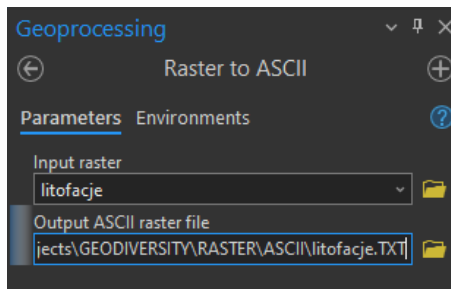 Geoprocessing
Raster to ASCII
Parameters Environments
Input raster
litofacje
Output ASCII raster file
jects\GEODIVERSITY\RASTER\ASCII\litofacje.TXT